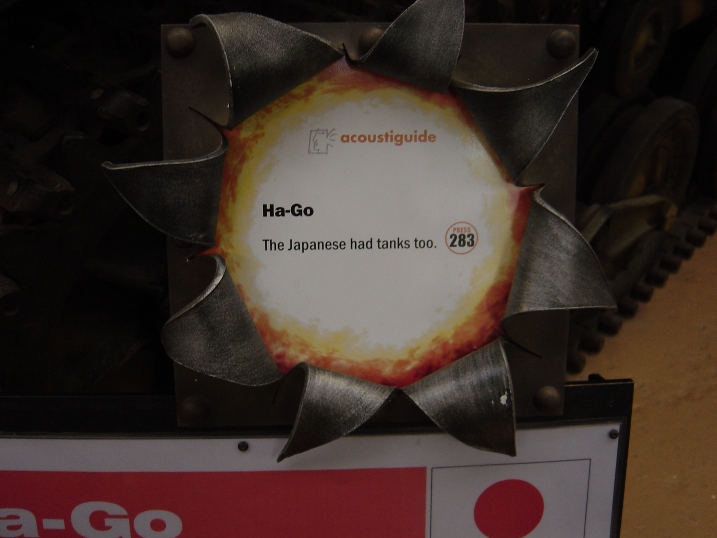 acoustiguide
Ha-Go
The Japanese had tanks too.
PRESS
283
a-Go